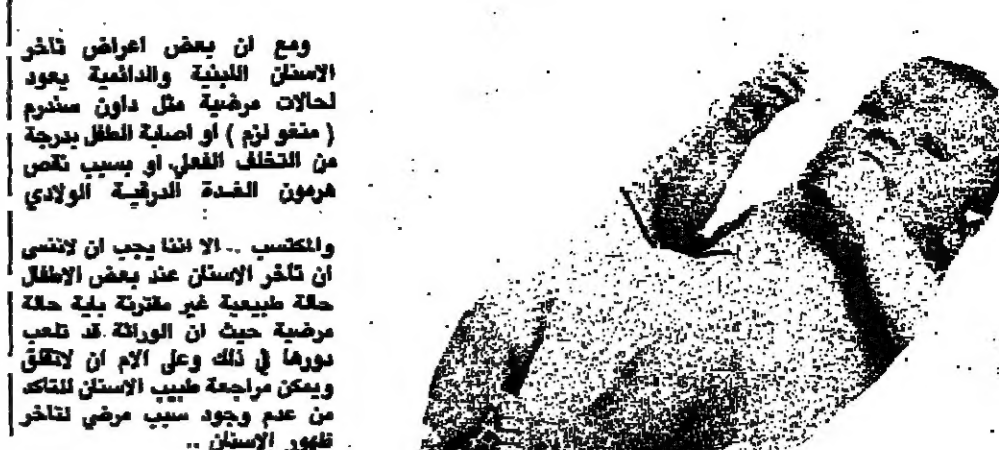 ومع ان بعض اعراض تأخر
الاسنان اللبنية والدائمية يعود
لحالات مرضية مثل داون سندرم
( منغولزم ) او اصابة الطفل بدرجة
من التخلف العقلي او بسبب نقص
هرمون الغدة الدرقية الولادي
والمكتسب .. الا اننا يجب ان لاننسى
ان تأخر الاسنان عند بعض الاطفال
حالة طبيعية غير مقترنة باية حالة
مرضية حيث ان الوراثة قد تلعب
دورها في ذلك وعلى الام ان لاتقلق
ويمكن مراجعة طبيب الاسنان للتأكد
من عدم وجود سبب مرضي لتأخر
ظهور الاسنان ..